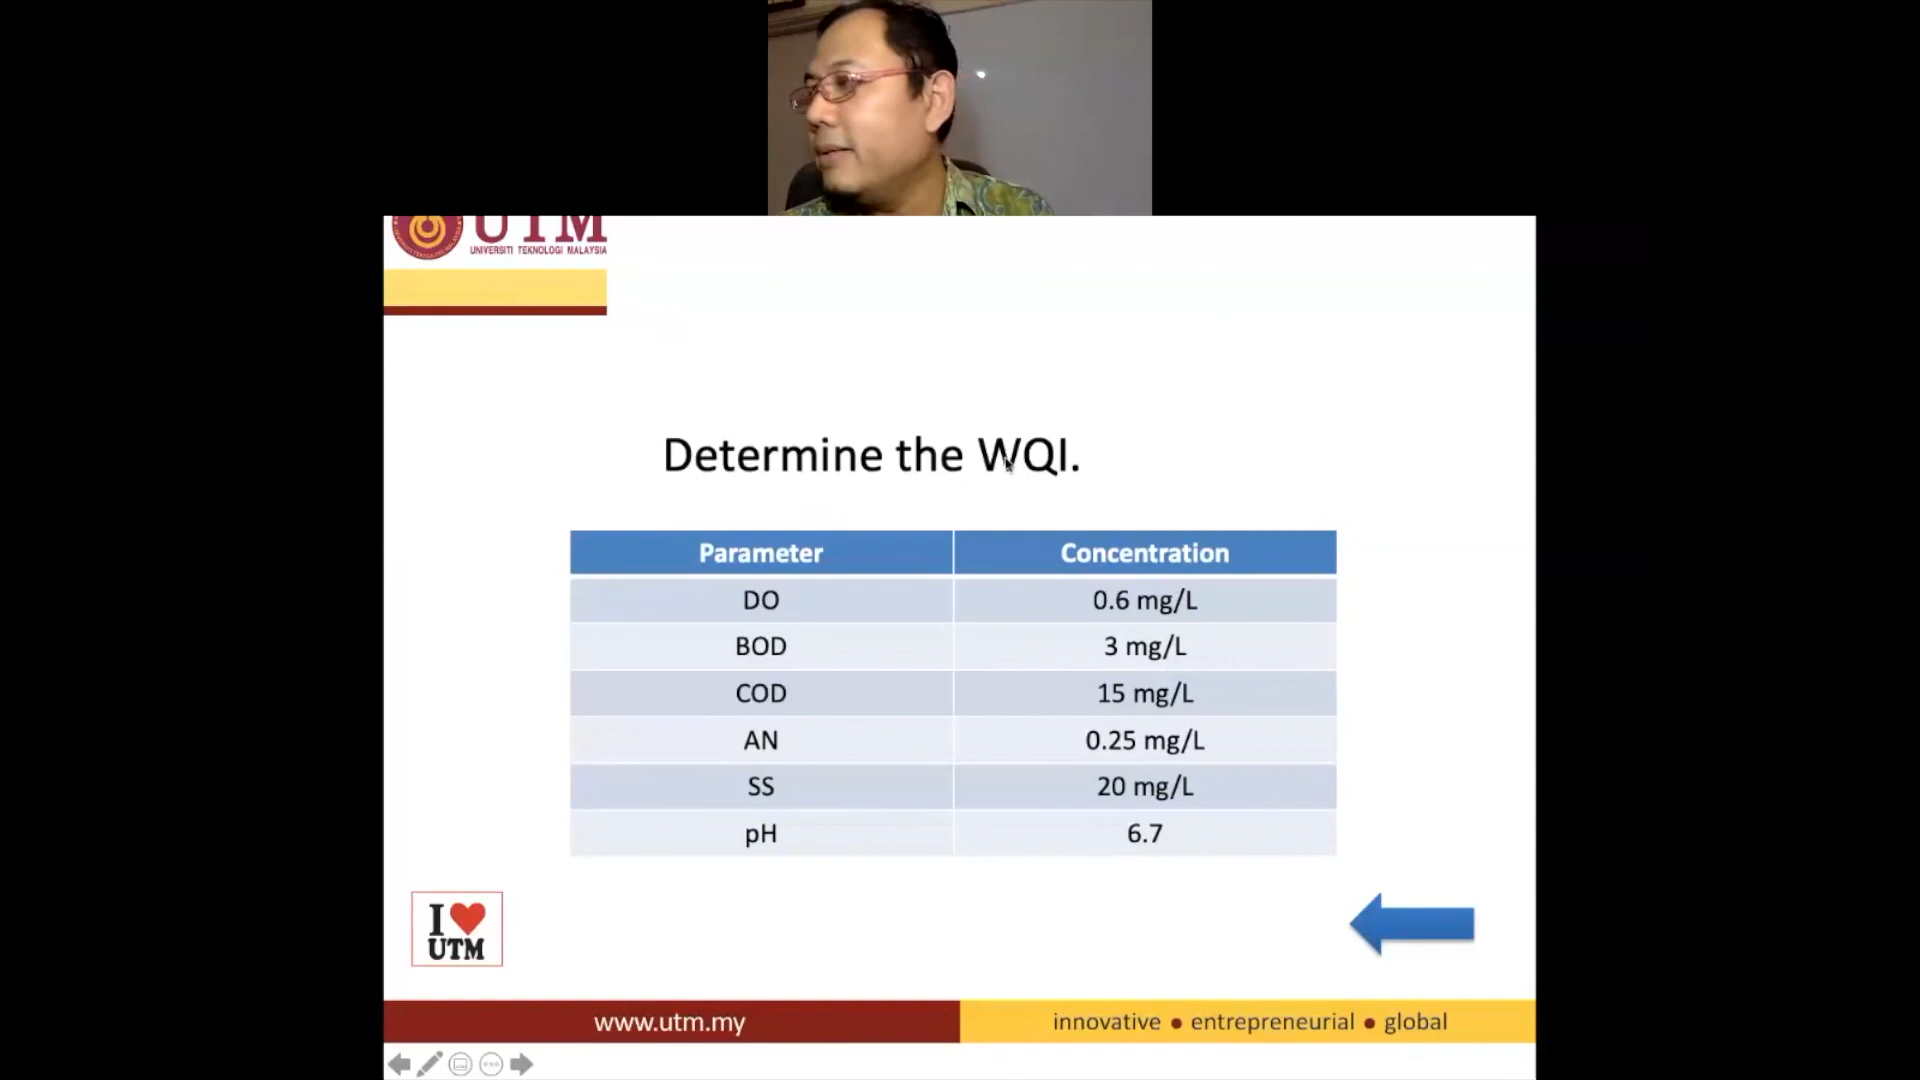 UTM
UNIVERSITI TEKNOLOGI MALAYSIA
Determine the WQI.
Parameter Concentration
DO 0.6 mg/L
BOD 3 mg/L
COD 15 mg/L
AN 0.25 mg/L
SS 20 mg/L
pH 6.7
I
UTM
www.utm.my
innovative ● entrepreneurial ● global